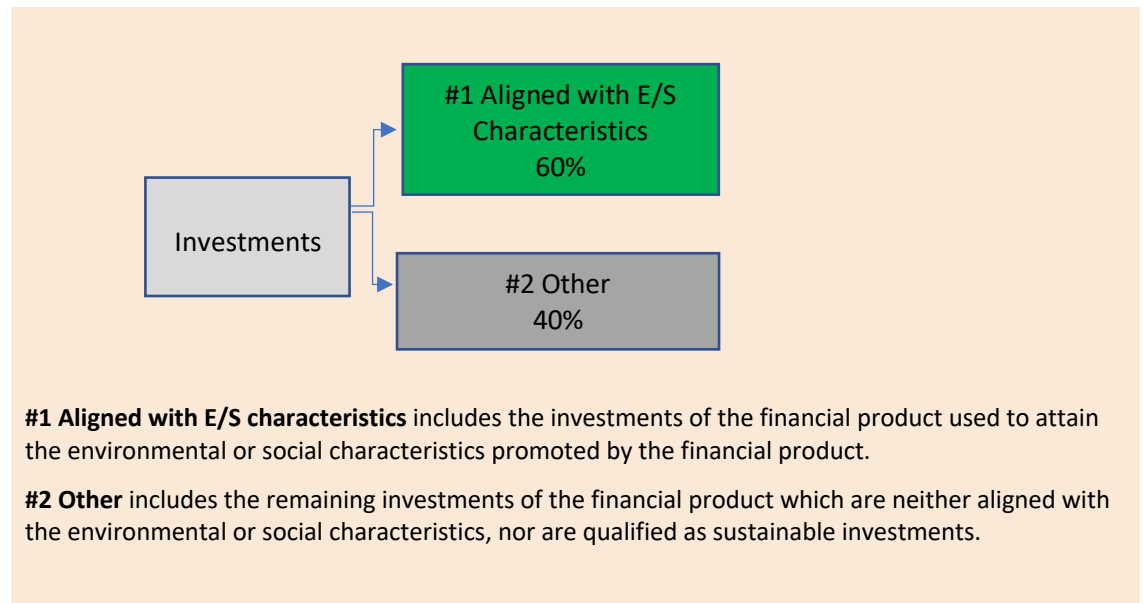 #1 Aligned with E/S
Characteristics
60%
Investments
#2 Other
40%
#1 Aligned with E/S characteristics includes the investments of the financial product used to attain
the environmental or social characteristics promoted by the financial product.
#2 Other includes the remaining investments of the financial product which are neither aligned with
the environmental or social characteristics, nor are qualified as sustainable investments.